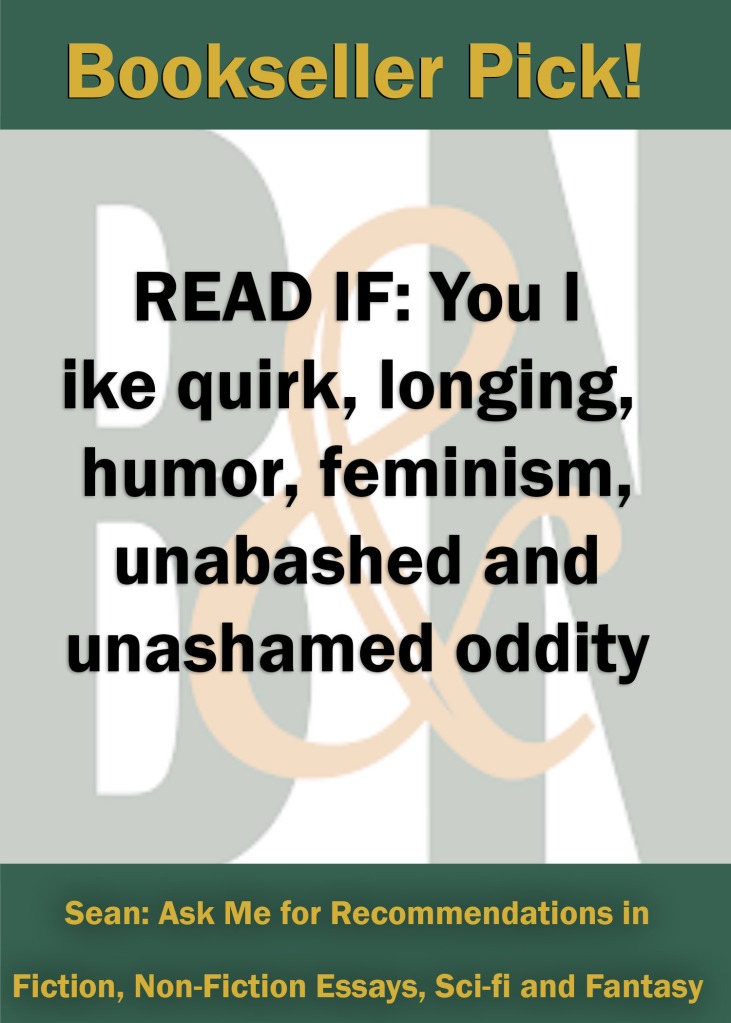 Bookseller Pick!
B&N
READ IF: You l
ike quirk, longing,
humor, feminism,
unabashed and
unashamed oddity
Sean: Ask Me for Recommendations in
Fiction, Non-Fiction Essays, Sci-fi and Fantasy